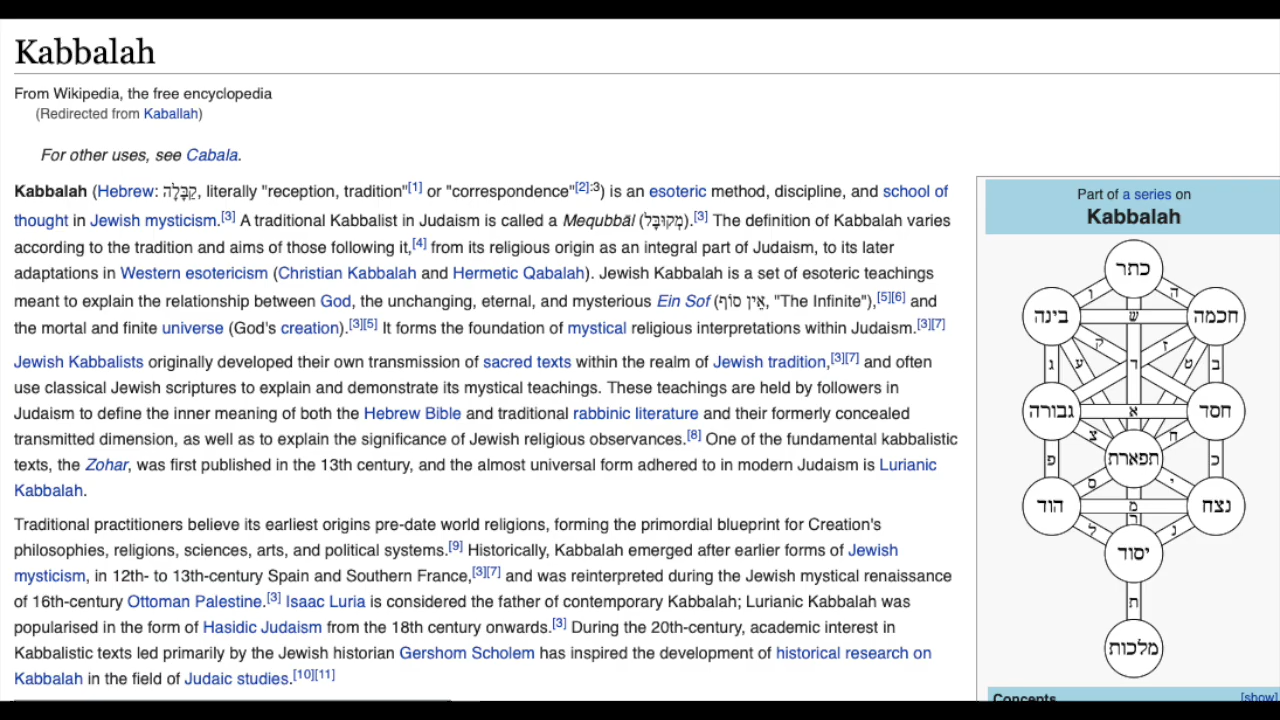 Kabbalah
From Wikipedia, the free encyclopedia
(Redirected from Kaballah)
For other uses, see Cabala.
Kabbalah (Hebrew: קַבָּלָה, literally "reception, tradition"[1] or "correspondence"[2]:3) is an esoteric method, discipline, and school of
thought in Jewish mysticism.[3] A traditional Kabbalist in Judaism is called a Mequbbāl (מְקוּבָּל).[3] The definition of Kabbalah varies
according to the tradition and aims of those following it,[4] from its religious origin as an integral part of Judaism, to its later
adaptations in Western esotericism (Christian Kabbalah and Hermetic Qabalah). Jewish Kabbalah is a set of esoteric teachings
meant to explain the relationship between God, the unchanging, eternal, and mysterious Ein Sof (אֵין סוֹף, "The Infinite"),[5][6] and
the mortal and finite universe (God's creation).[3][5] It forms the foundation of mystical religious interpretations within Judaism.[3][7]
Jewish Kabbalists originally developed their own transmission of sacred texts within the realm of Jewish tradition,[3][7] and often
use classical Jewish scriptures to explain and demonstrate its mystical teachings. These teachings are held by followers in
Judaism to define the inner meaning of both the Hebrew Bible and traditional rabbinic literature and their formerly concealed
transmitted dimension, as well as to explain the significance of Jewish religious observances.[8] One of the fundamental kabbalistic
texts, the Zohar, was first published in the 13th century, and the almost universal form adhered to in modern Judaism is Lurianic
Kabbalah.
Traditional practitioners believe its earliest origins pre-date world religions, forming the primordial blueprint for Creation's
philosophies, religions, sciences, arts, and political systems.[9] Historically, Kabbalah emerged after earlier forms of Jewish
mysticism, in 12th- to 13th-century Spain and Southern France,[3][7] and was reinterpreted during the Jewish mystical renaissance
of 16th-century Ottoman Palestine.[3] Isaac Luria is considered the father of contemporary Kabbalah; Lurianic Kabbalah was
popularised in the form of Hasidic Judaism from the 18th century onwards.[3] During the 20th-century, academic interest in
Kabbalistic texts led primarily by the Jewish historian Gershom Scholem has inspired the development of historical research on
Kabbalah in the field of Judaic studies.[10][11]
Part of a series on
Kabbalah
כתר
ו ה
בינה ש חכמה
ק ז
ג ע ד ט ב
גבורה א חסד
צ ח
פ תפארת כ
ס י
הוד מ נצח
ר
ל נ
יסוד
ת
מלכות
Concepts [show]